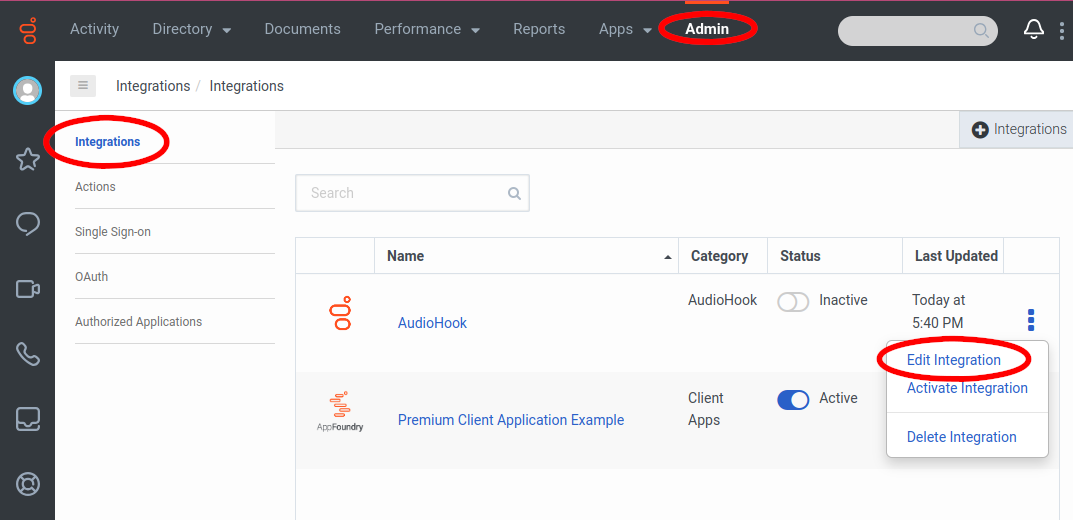 Activity Directory Documents Performance Reports Apps Admin
Integrations / Integrations
Integrations
Actions
Single Sign-on
OAuth
Authorized Applications
Integrations
Search
Name Category Status Last Updated
AudioHook AudioHook Inactive Today at
5:40 PM
Edit Integration
Activate Integration
Delete Integration
AppFoundry Premium Client Application Example Client
Apps Active